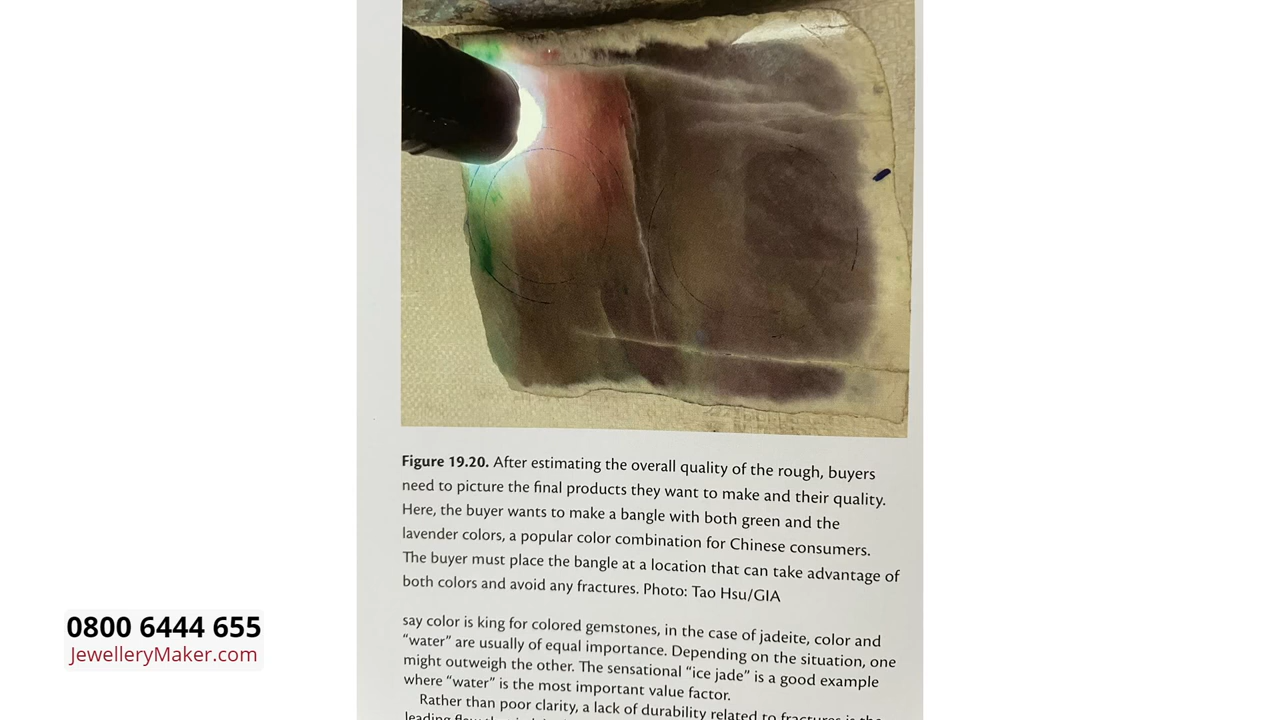 Figure 19.20. After estimating the overall quality of the rough, buyers
need to picture the final products they want to make and their quality.
Here, the buyer wants to make a bangle with both green and the
lavender colors, a popular color combination for Chinese consumers.
The buyer must place the bangle at a location that can take advantage of
both colors and avoid any fractures. Photo: Tao Hsu/GIA
say color is king for colored gemstones, in the case of jadeite, color and
“water” are usually of equal importance. Depending on the situation, one
might outweigh the other. The sensational “ice jade” is a good example
where “water” is the most important value factor.
Rather than poor clarity, a lack of durability related to fractures is the
leading
0800 6444 655
JewelleryMaker.com